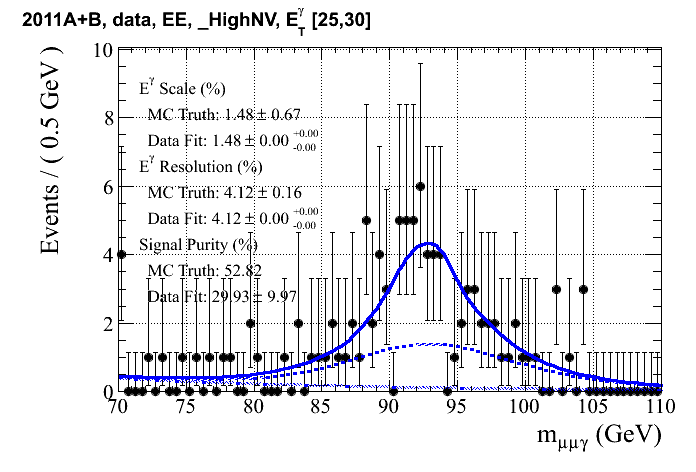 2011A+B, data, EE, _HighNV, E_T^γ [25,30]
Events / ( 0.5 GeV )
10
8
6
4
2
0
E^γ Scale (%)
MC Truth: 1.48 ± 0.67
Data Fit: 1.48 ± 0.00 +0.00 -0.00
E^γ Resolution (%)
MC Truth: 4.12 ± 0.16
Data Fit: 4.12 ± 0.00 +0.00 -0.00
Signal Purity (%)
MC Truth: 52.82
Data Fit: 29.93 ± 9.97
70 75 80 85 90 95 100 105 110
m_μμγ (GeV)